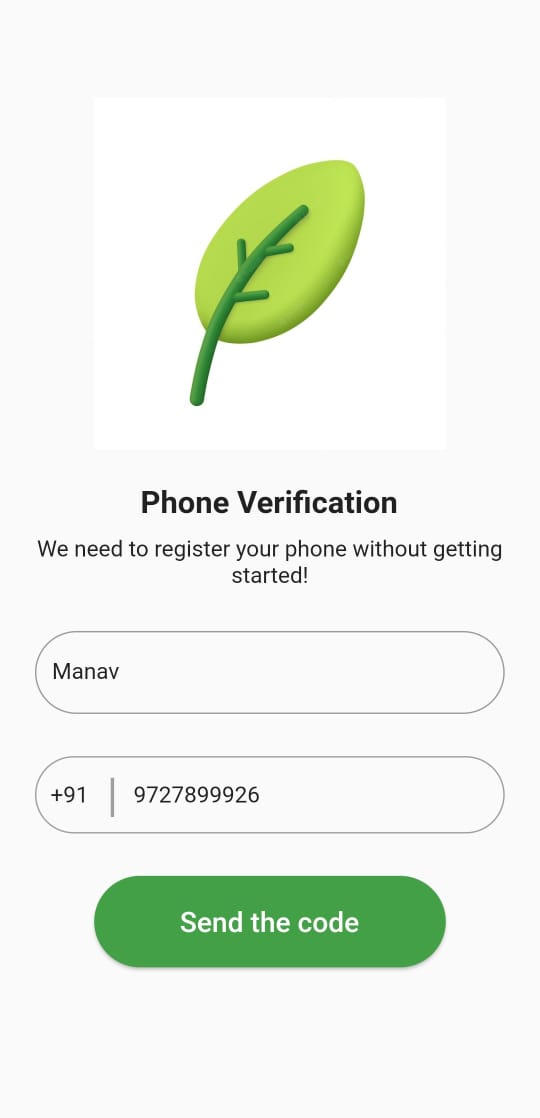 Phone Verification
We need to register your phone without getting
started!
Manav
+91 | 9727899926
Send the code